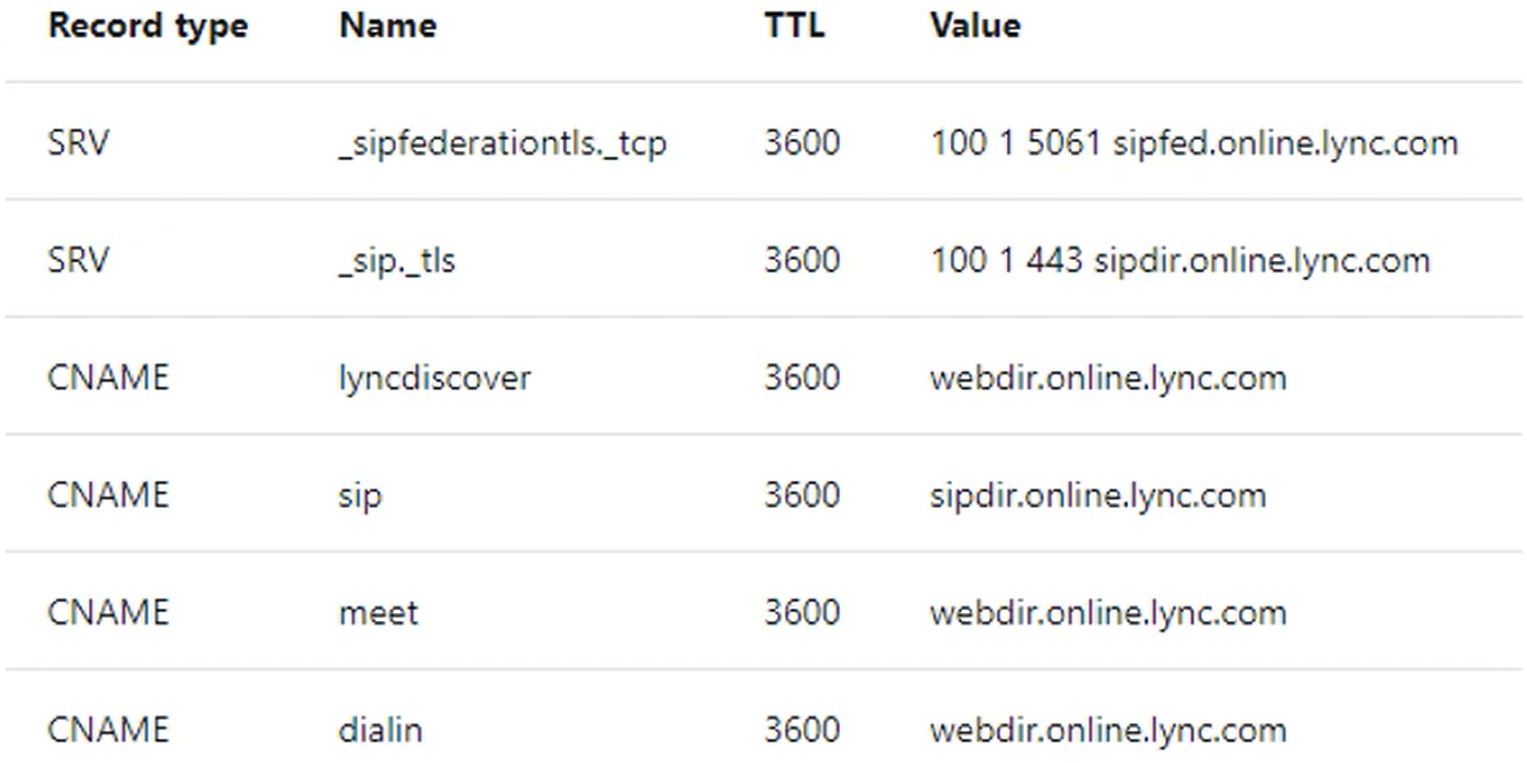 Record type Name TTL Value
SRV _sipfederationtls._tcp 3600 100 1 5061 sipfed.online.lync.com
SRV _sip._tls 3600 100 1 443 sipdir.online.lync.com
CNAME lyncdiscover 3600 webdir.online.lync.com
CNAME sip 3600 sipdir.online.lync.com
CNAME meet 3600 webdir.online.lync.com
CNAME dialin 3600 webdir.online.lync.com